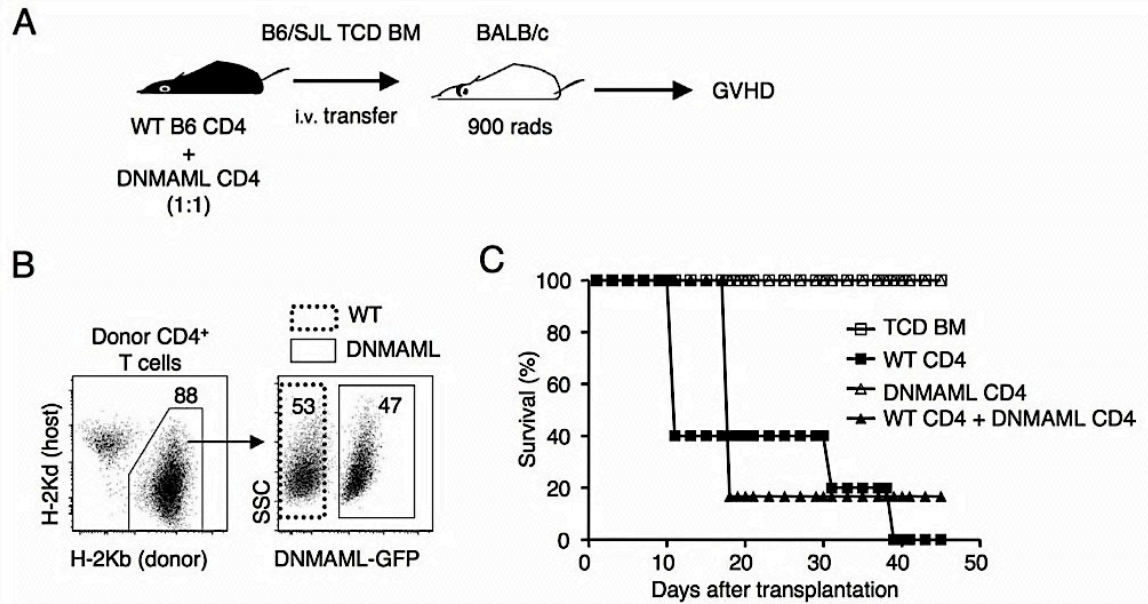 A
B6/SJL TCD BM
BALB/c
i.v. transfer
GVHD
WT B6 CD4
+
DNMAML CD4
(1:1)
900 rads
B
Donor CD4+
T cells
88
WT
DNMAML
53
47
H-2Kd (host)
SSC
H-2Kb (donor)
DNMAML-GFP
C
Survival (%)
100
80
60
40
20
0
0 10 20 30 40 50
Days after transplantation
TCD BM
WT CD4
DNMAML CD4
WT CD4 + DNMAML CD4